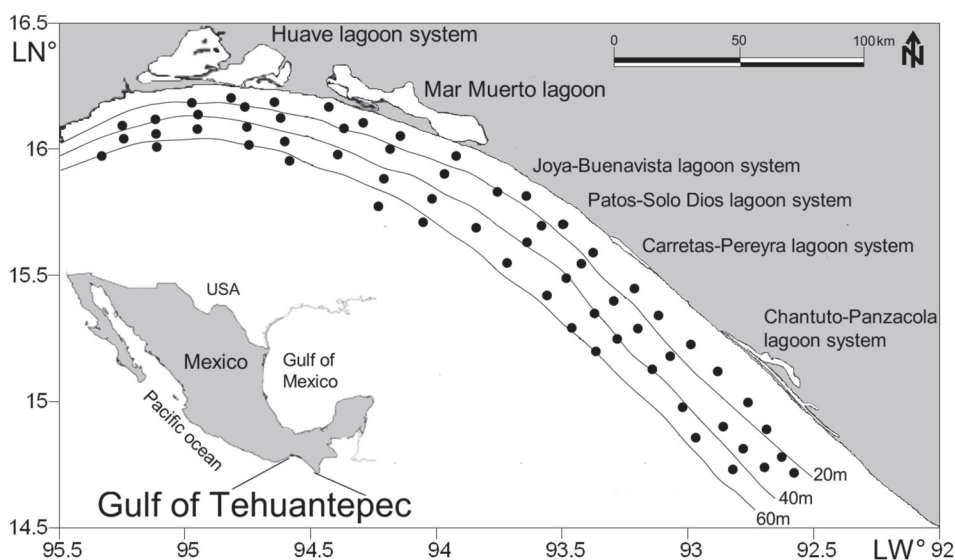 16.5
LN°
Huave lagoon system
0 50 100 km
N
Mar Muerto lagoon
16
Joya-Buenavista lagoon system
Patos-Solo Dios lagoon system
Carretas-Pereyra lagoon system
15.5
USA
Chantuto-Panzacola
lagoon system
Mexico
Gulf of
Mexico
15
Pacific ocean
20m
Gulf of Tehuantepec
40m
60m
14.5
95.5 95 94.5 94 93.5 93 92.5 LW° 92